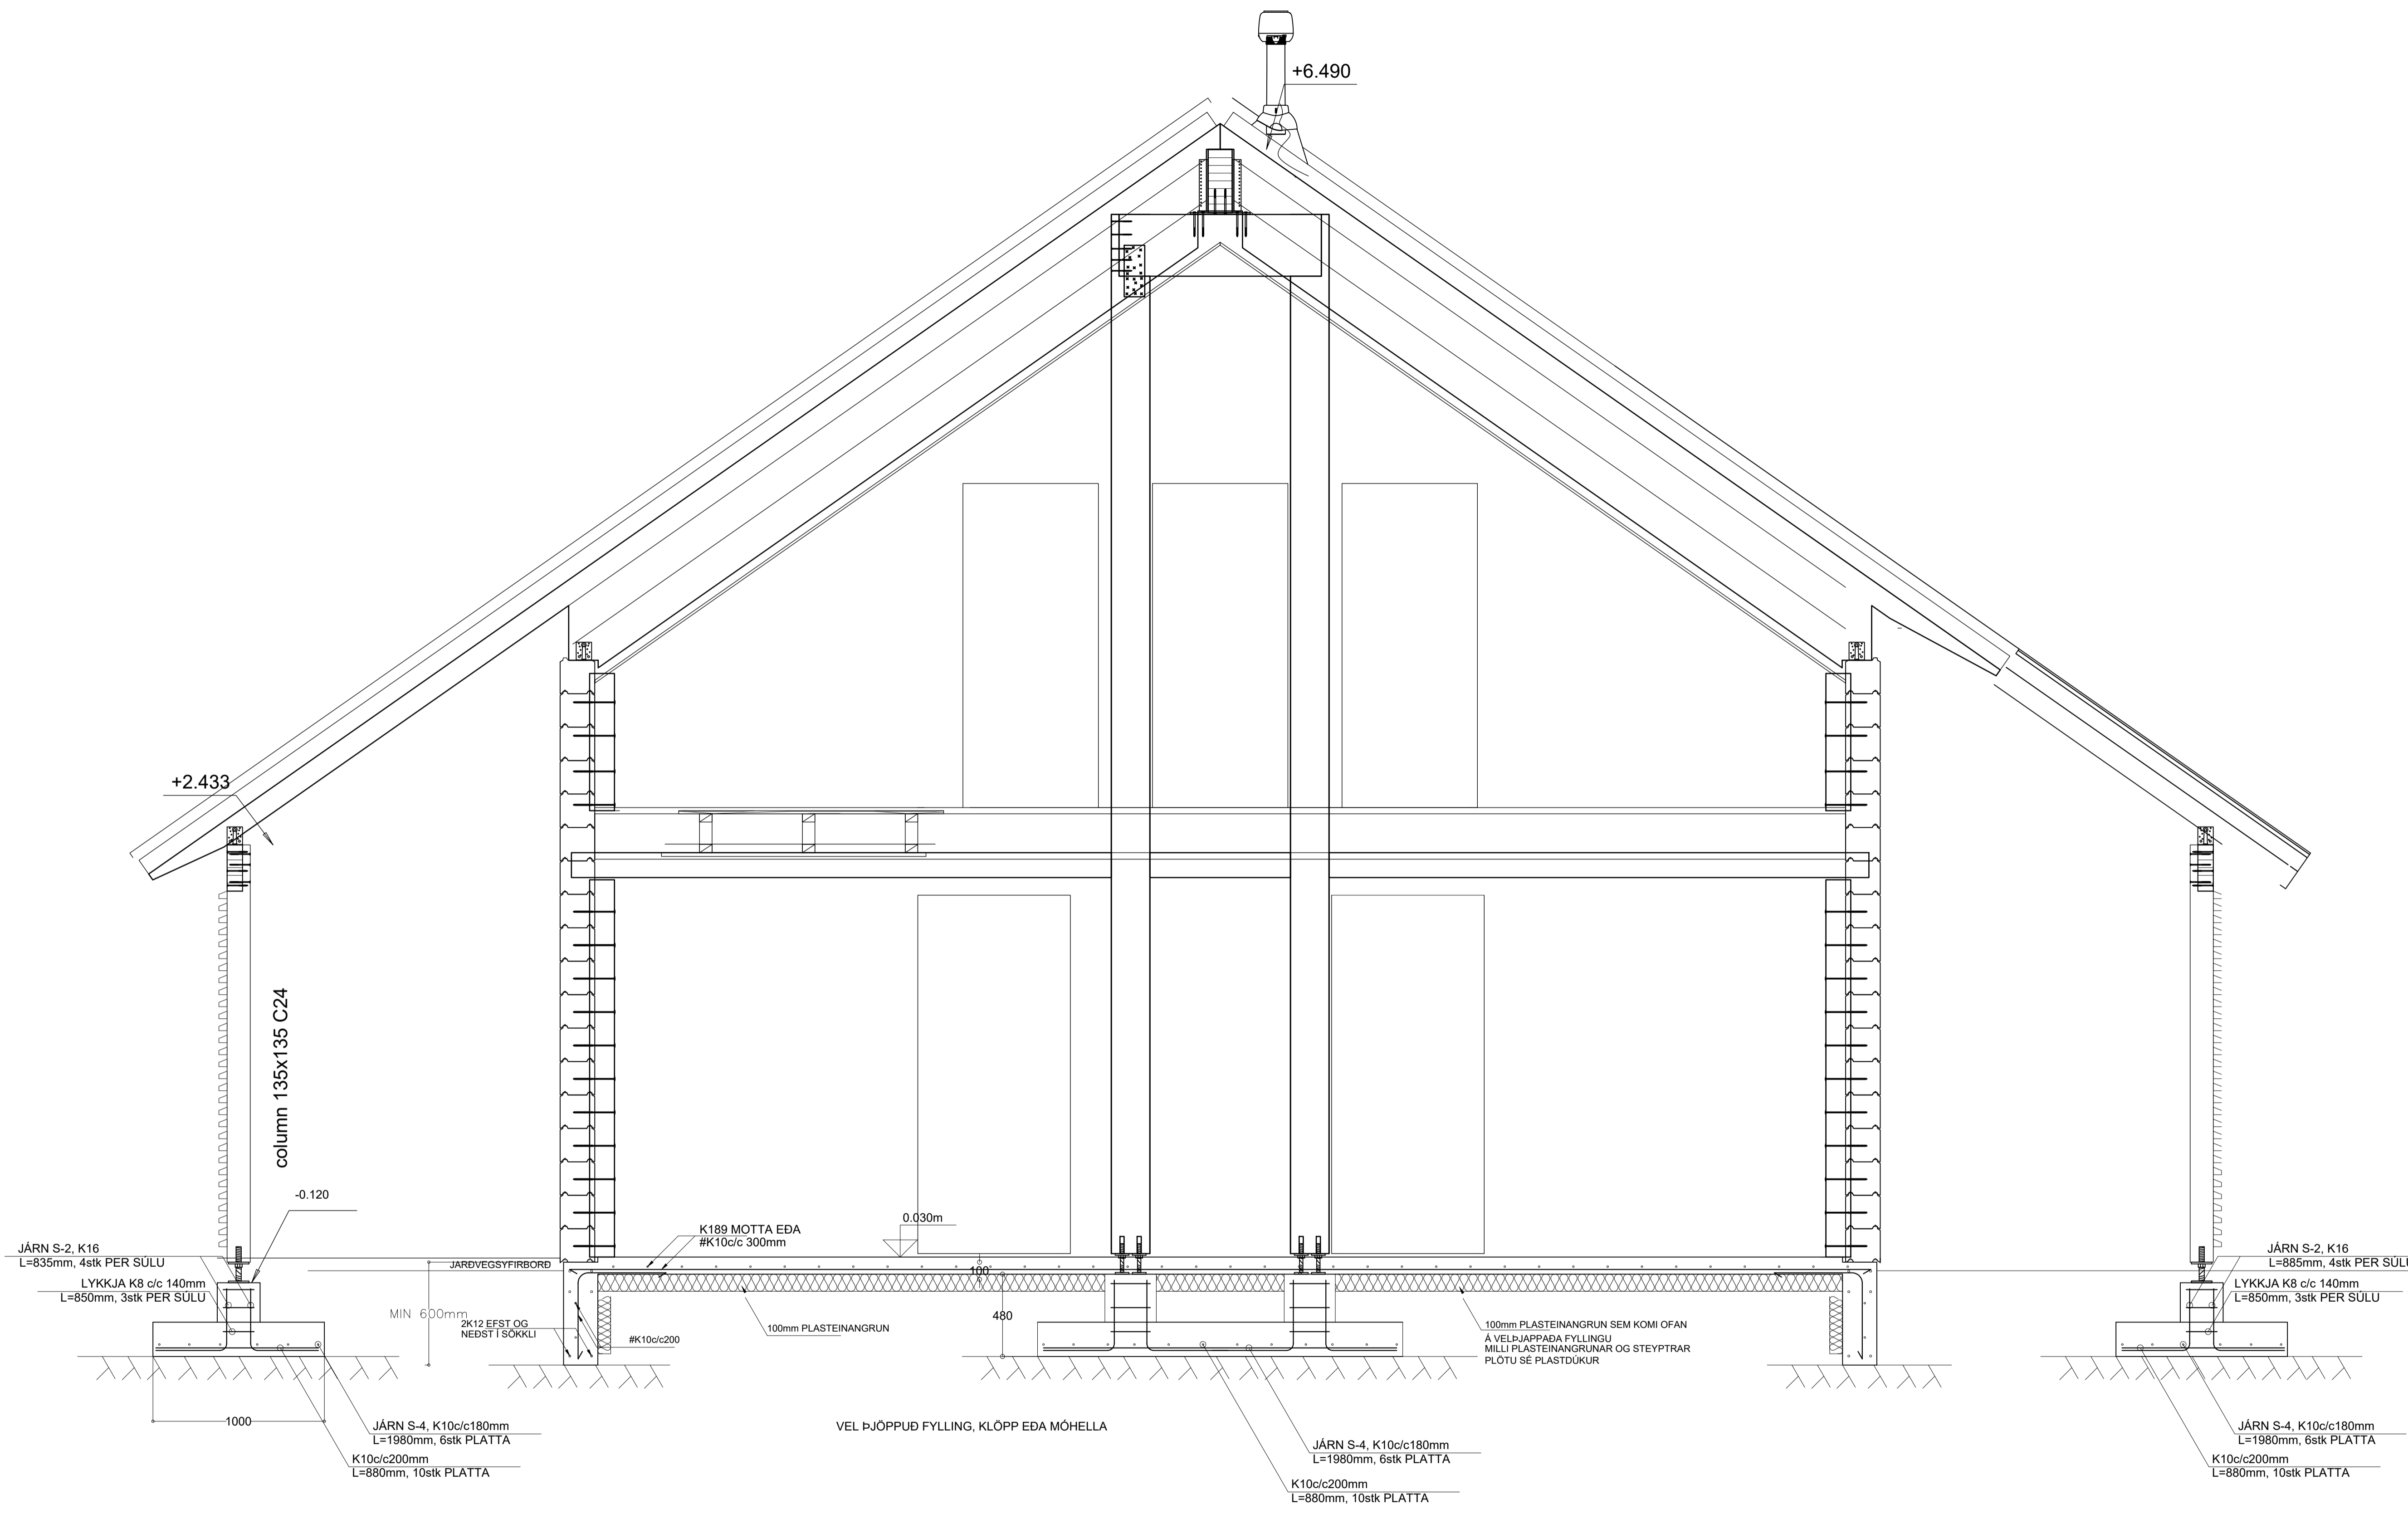 +6.490
+2.433
column 135x135 C24
-0.120
JÁRN S-2, K16
L=835mm, 4stk PER SÚLU
LYKKJA K8 c/c 140mm
L=850mm, 3stk PER SÚLU
JARÐVEGSYFIRBORÐ
MIN 600mm
2K12 EFST OG
NEÐST Í SÖKKLI
#K10c/c200
K189 MOTTA EÐA
#K10c/c 300mm
0.030m
100
480
100mm PLASTEINANGRUN
100mm PLASTEINANGRUN SEM KOMI OFAN
Á VELÞJAPPAÐA FYLLINGU
MILLI PLASTEINANGRUNAR OG STEYPTRAR
PLÖTU SÉ PLASTDÚKUR
JÁRN S-2, K16
L=885mm, 4stk PER SÚLU
LYKKJA K8 c/c 140mm
L=850mm, 3stk PER SÚLU
1000
JÁRN S-4, K10c/c180mm
L=1980mm, 6stk PLATTA
K10c/c200mm
L=880mm, 10stk PLATTA
VEL ÞJÖPPUÐ FYLLING, KLÖPP EÐA MÓHELLA
JÁRN S-4, K10c/c180mm
L=1980mm, 6stk PLATTA
K10c/c200mm
L=880mm, 10stk PLATTA
JÁRN S-4, K10c/c180mm
L=1980mm, 6stk PLATTA
K10c/c200mm
L=880mm, 10stk PLATTA